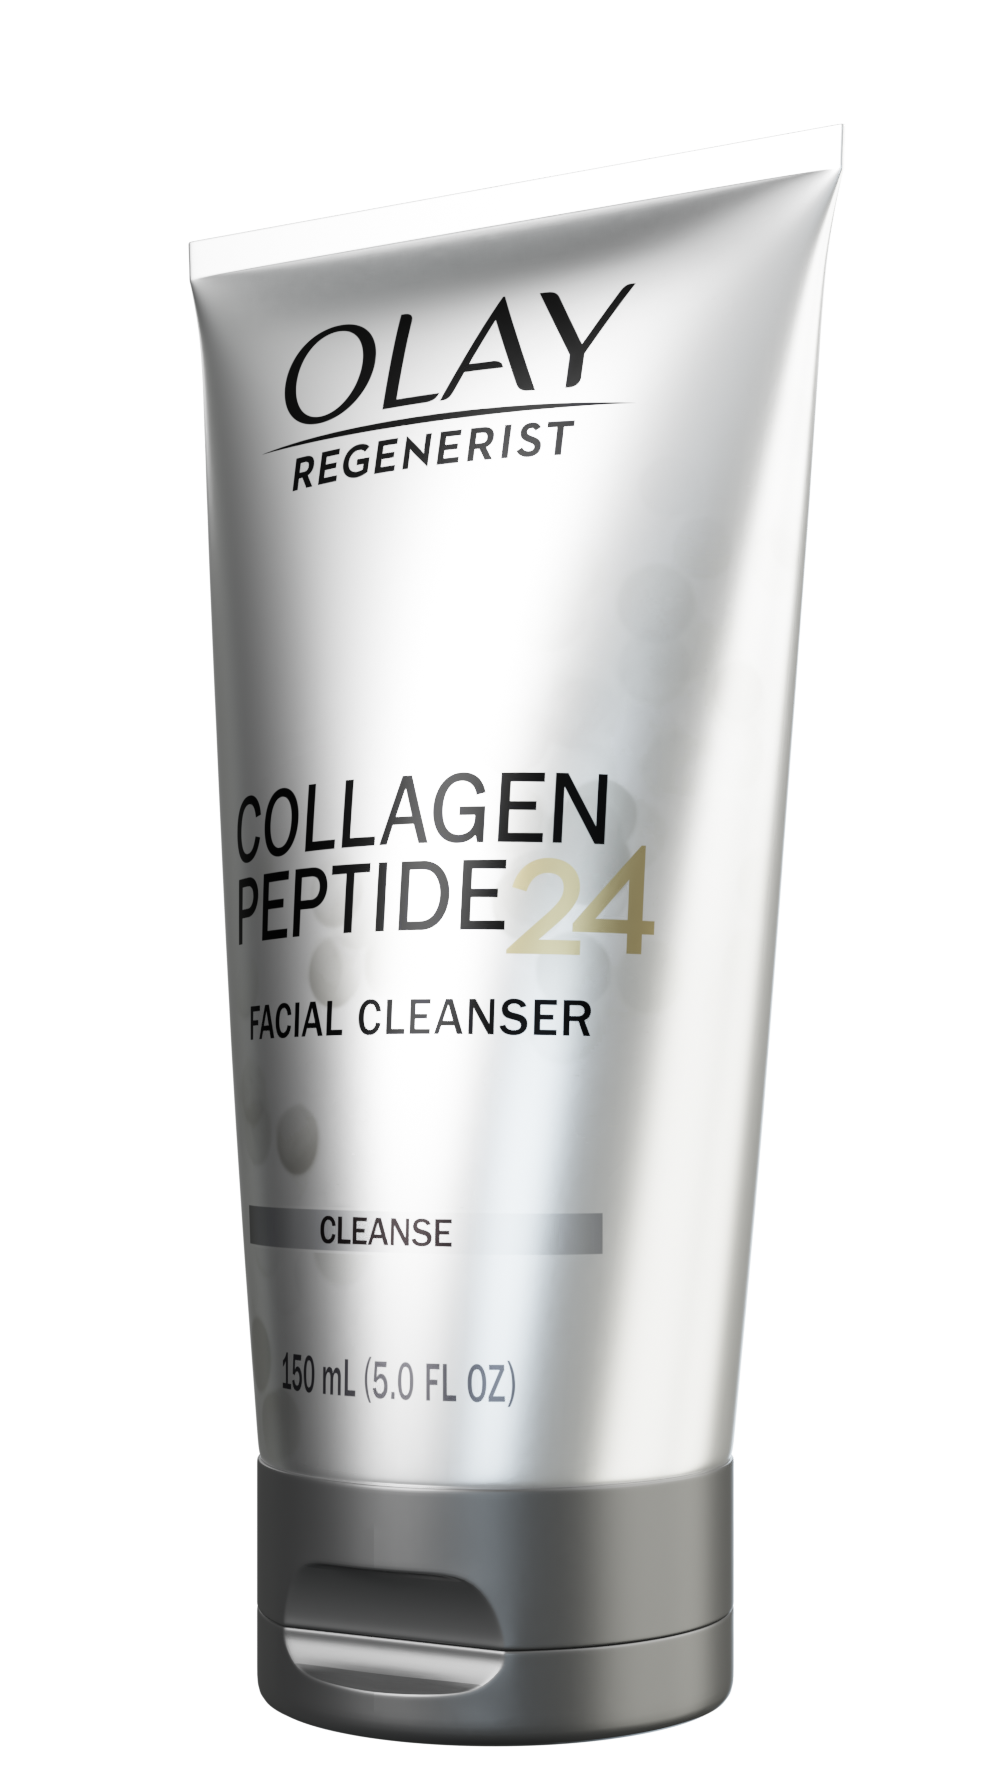 OLAY
REGENERIST
COLLAGEN
PEPTIDE24
FACIAL CLEANSER
CLEANSE
150 mL (5.0 FL OZ)